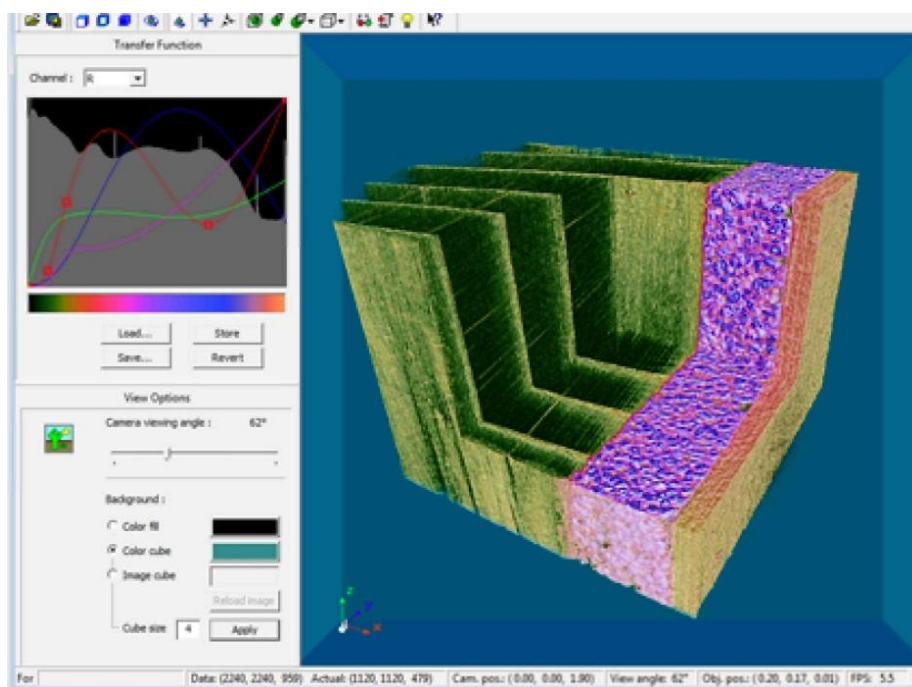 Transfer Function
Channel : R
Load... Store
Save... Revert
View Options
Camera viewing angle : 62°
Background :
Color fill
Color cube
Image cube
Reload image
Cube size 4 Apply
z
y
x
For Data: (2240, 2240, 959) Actual: (1120, 1120, 479) Cam. pos.: ( 0.00, 0.00, 1.90) View angle: 62° Obj. pos.: ( 0.20, 0.17, 0.01) FPS: 5.5